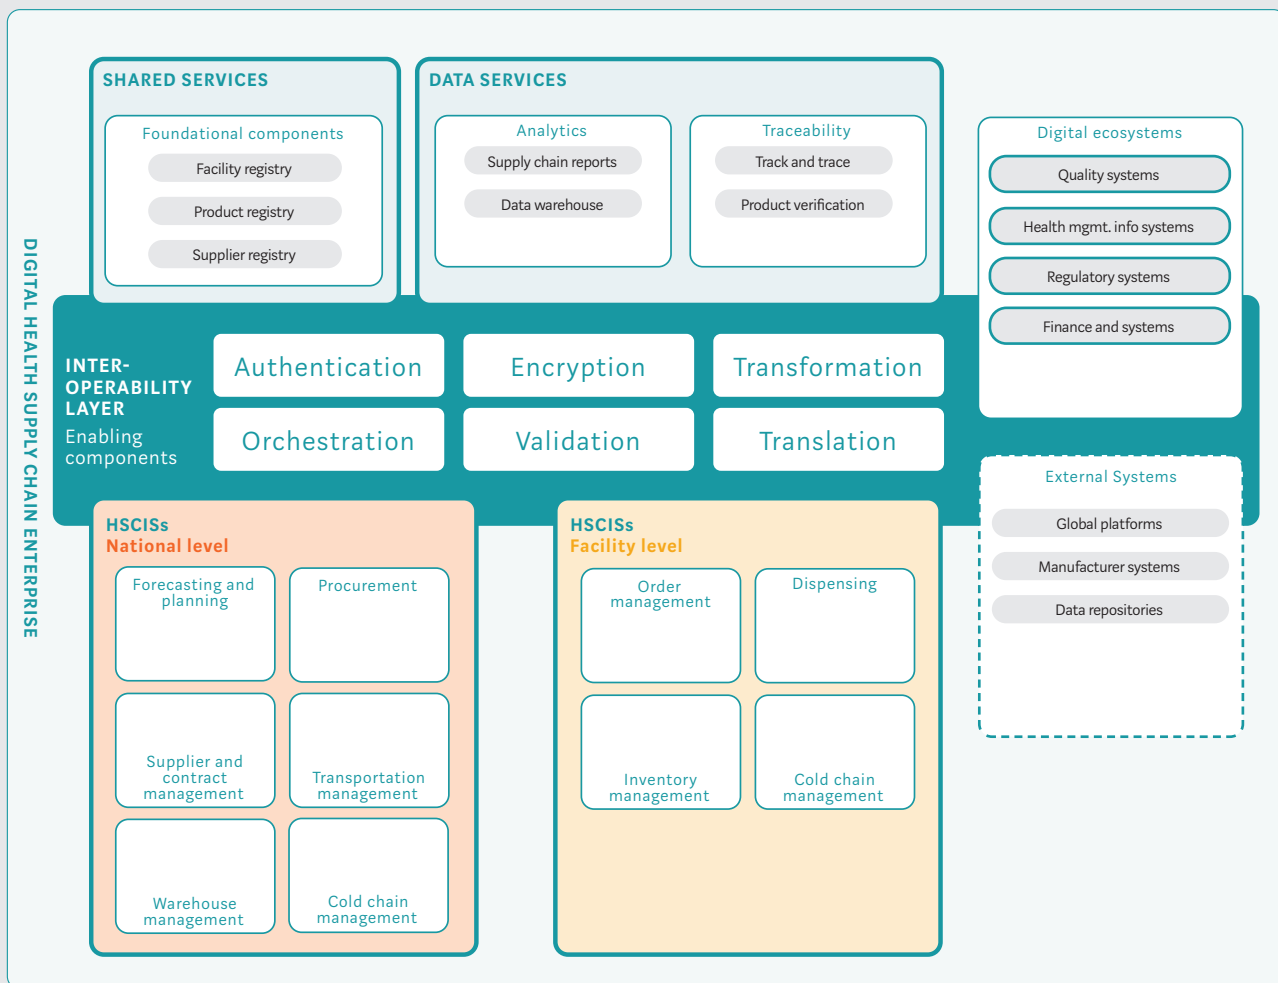 DIGITAL HEALTH SUPPLY CHAIN ENTERPRISE
SHARED SERVICES
Foundational components
Facility registry
Product registry
Supplier registry
DATA SERVICES
Analytics
Supply chain reports
Data warehouse
Traceability
Track and trace
Product verification
Digital ecosystems
Quality systems
Health mgmt. info systems
Regulatory systems
Finance and systems
INTER-
OPERABILITY
LAYER
Enabling
components
Authentication
Encryption
Transformation
Orchestration
Validation
Translation
External Systems
Global platforms
Manufacturer systems
Data repositories
HSCISs
National level
Forecasting and
planning
Procurement
Supplier and
contract
management
Transportation
management
Warehouse
management
Cold chain
management
HSCISs
Facility level
Order
management
Dispensing
Inventory
management
Cold chain
management